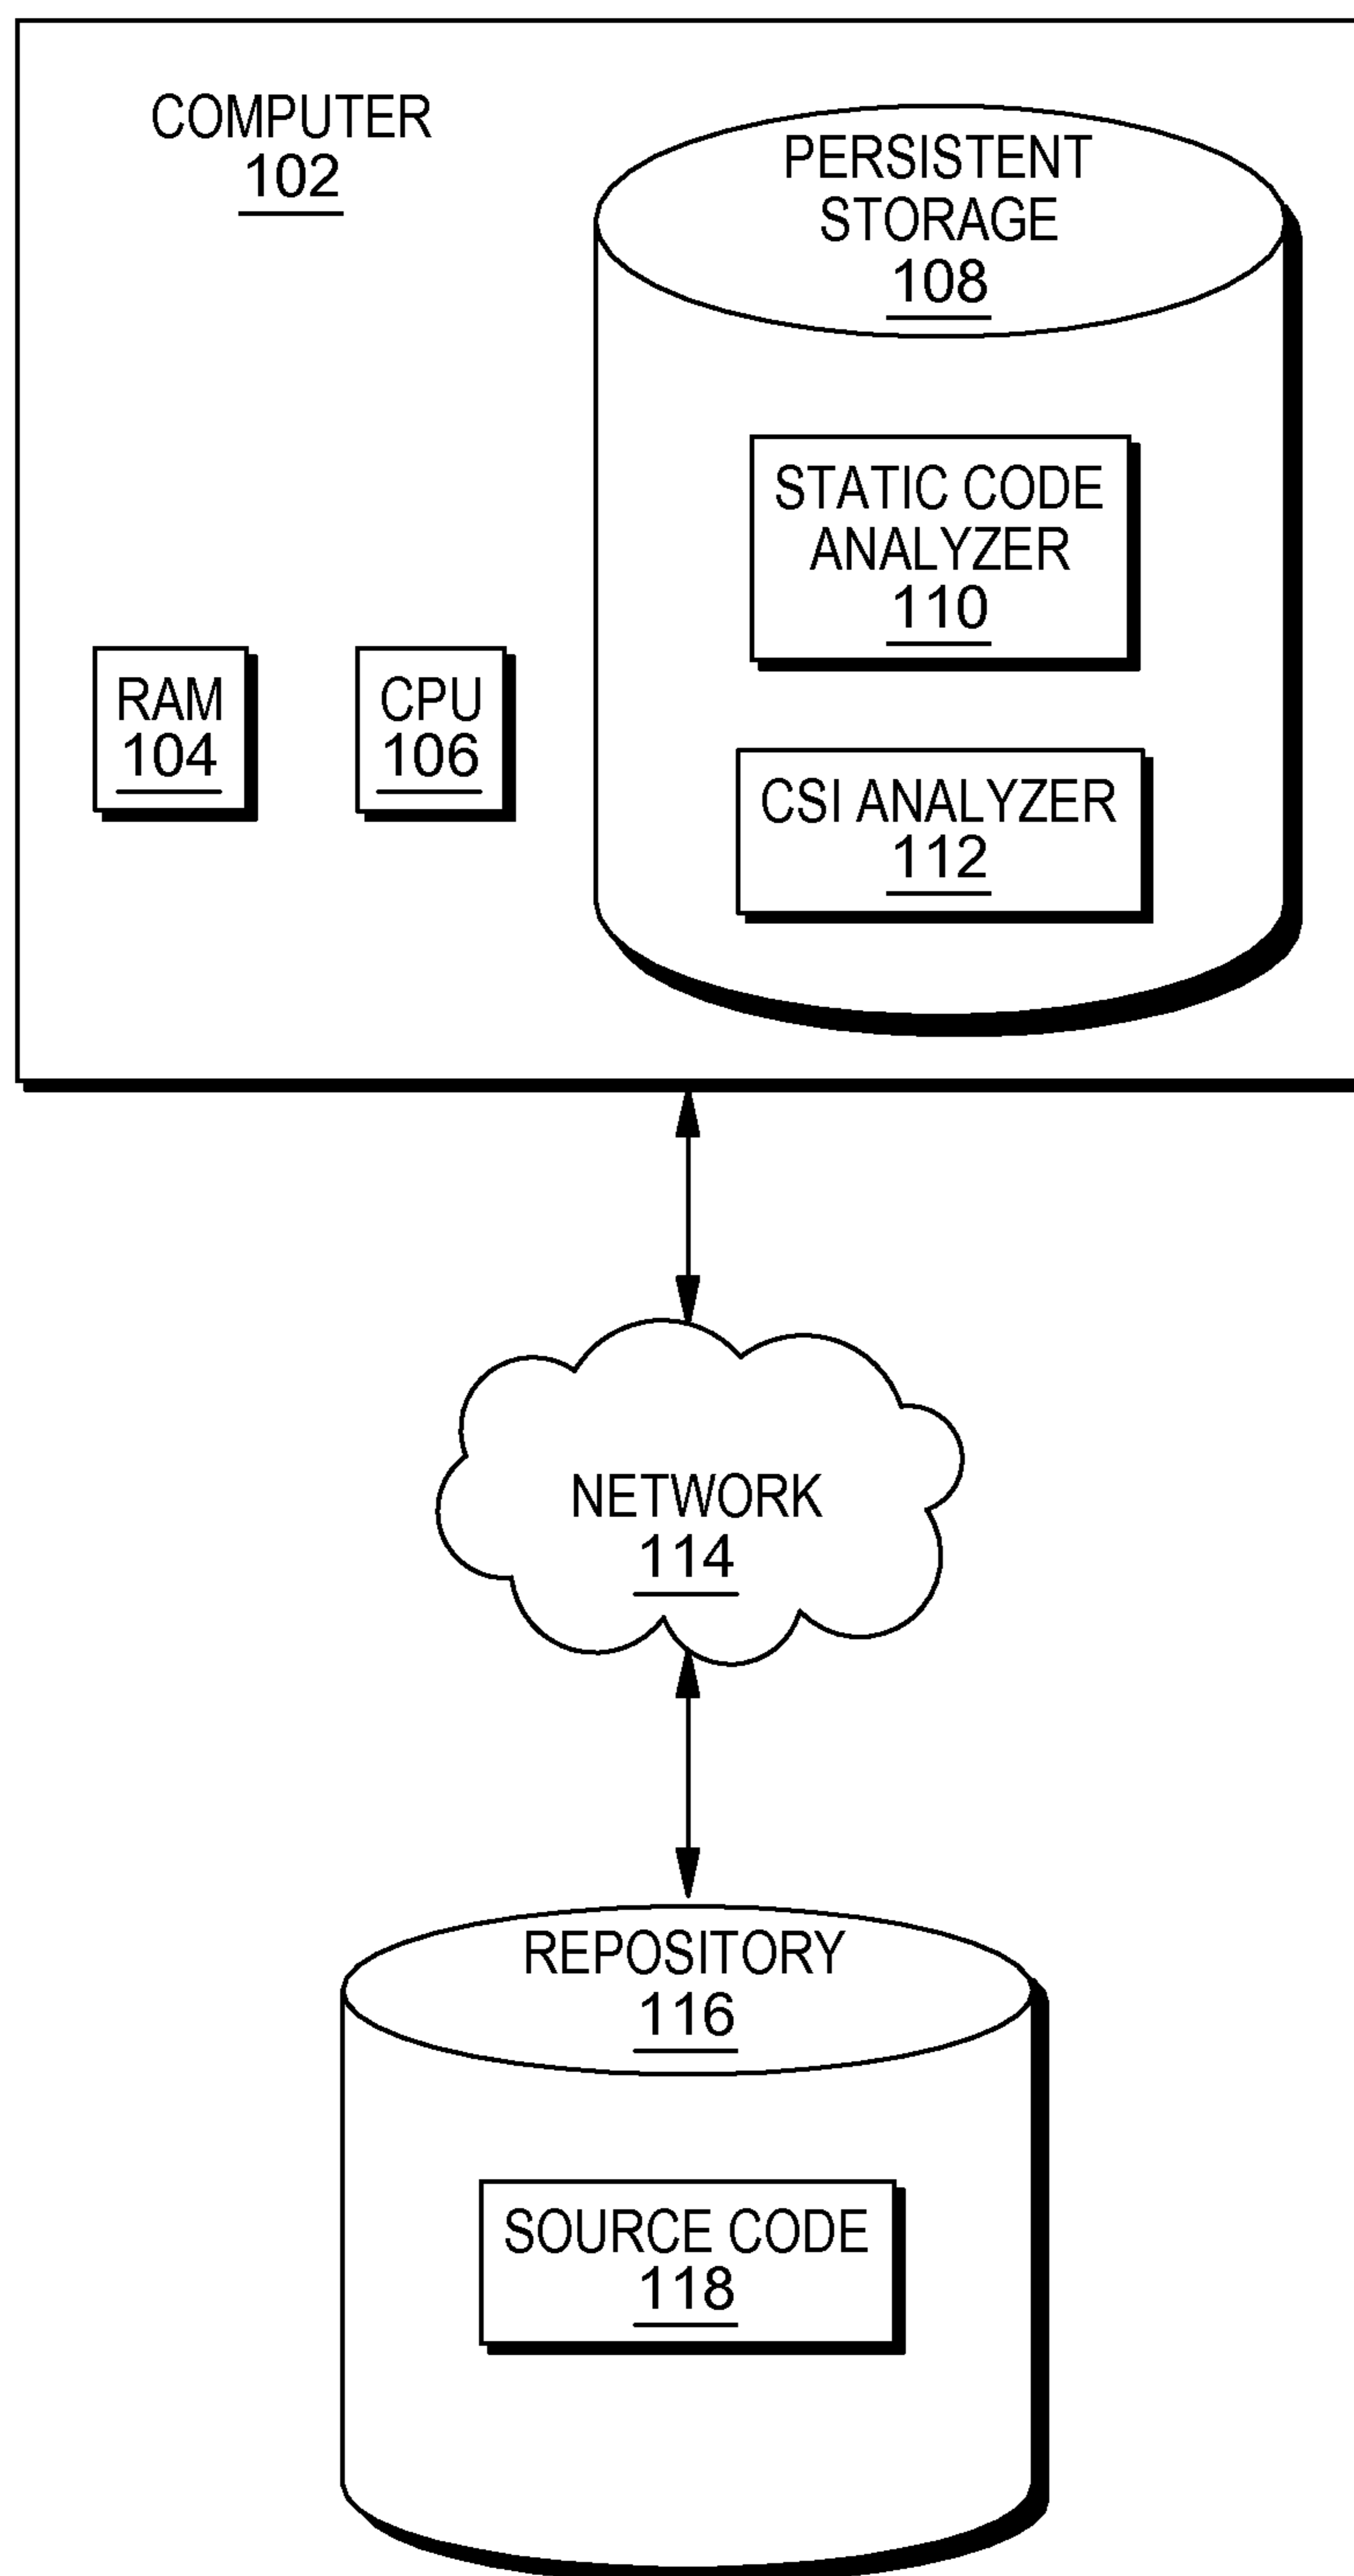 COMPUTER
102
PERSISTENT
STORAGE
108
STATIC CODE
ANALYZER
110
RAM
104
CPU
106
CSI ANALYZER
112
NETWORK
114
REPOSITORY
116
SOURCE CODE
118